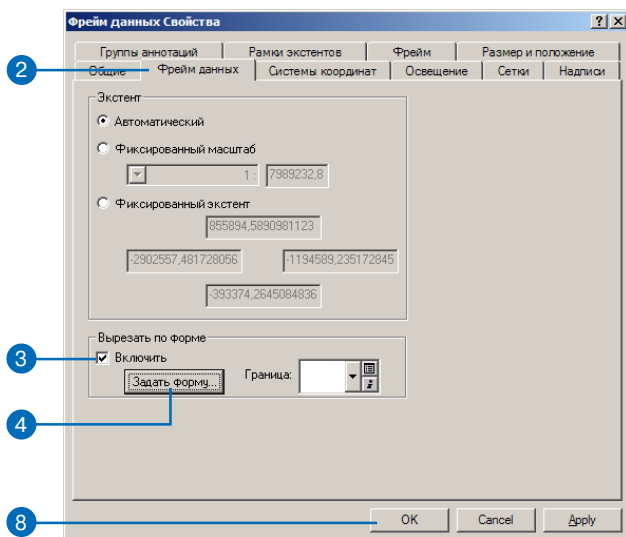 Фрейм данных Свойства
Группы аннотаций Рамки экстентов Фрейм Размер и положение
2 Общие Фрейм данных Системы координат Освещение Сетки Надписи
Экстент
Автоматический
Фиксированный масштаб
1: 7989232,8
Фиксированный экстент
855894,5890981123
-2902557,481728056 -1194589,235172845
-393374,2645084836
Вырезать по форме
3 Включить
Задать форму... Граница:
4
8 OK Cancel Apply